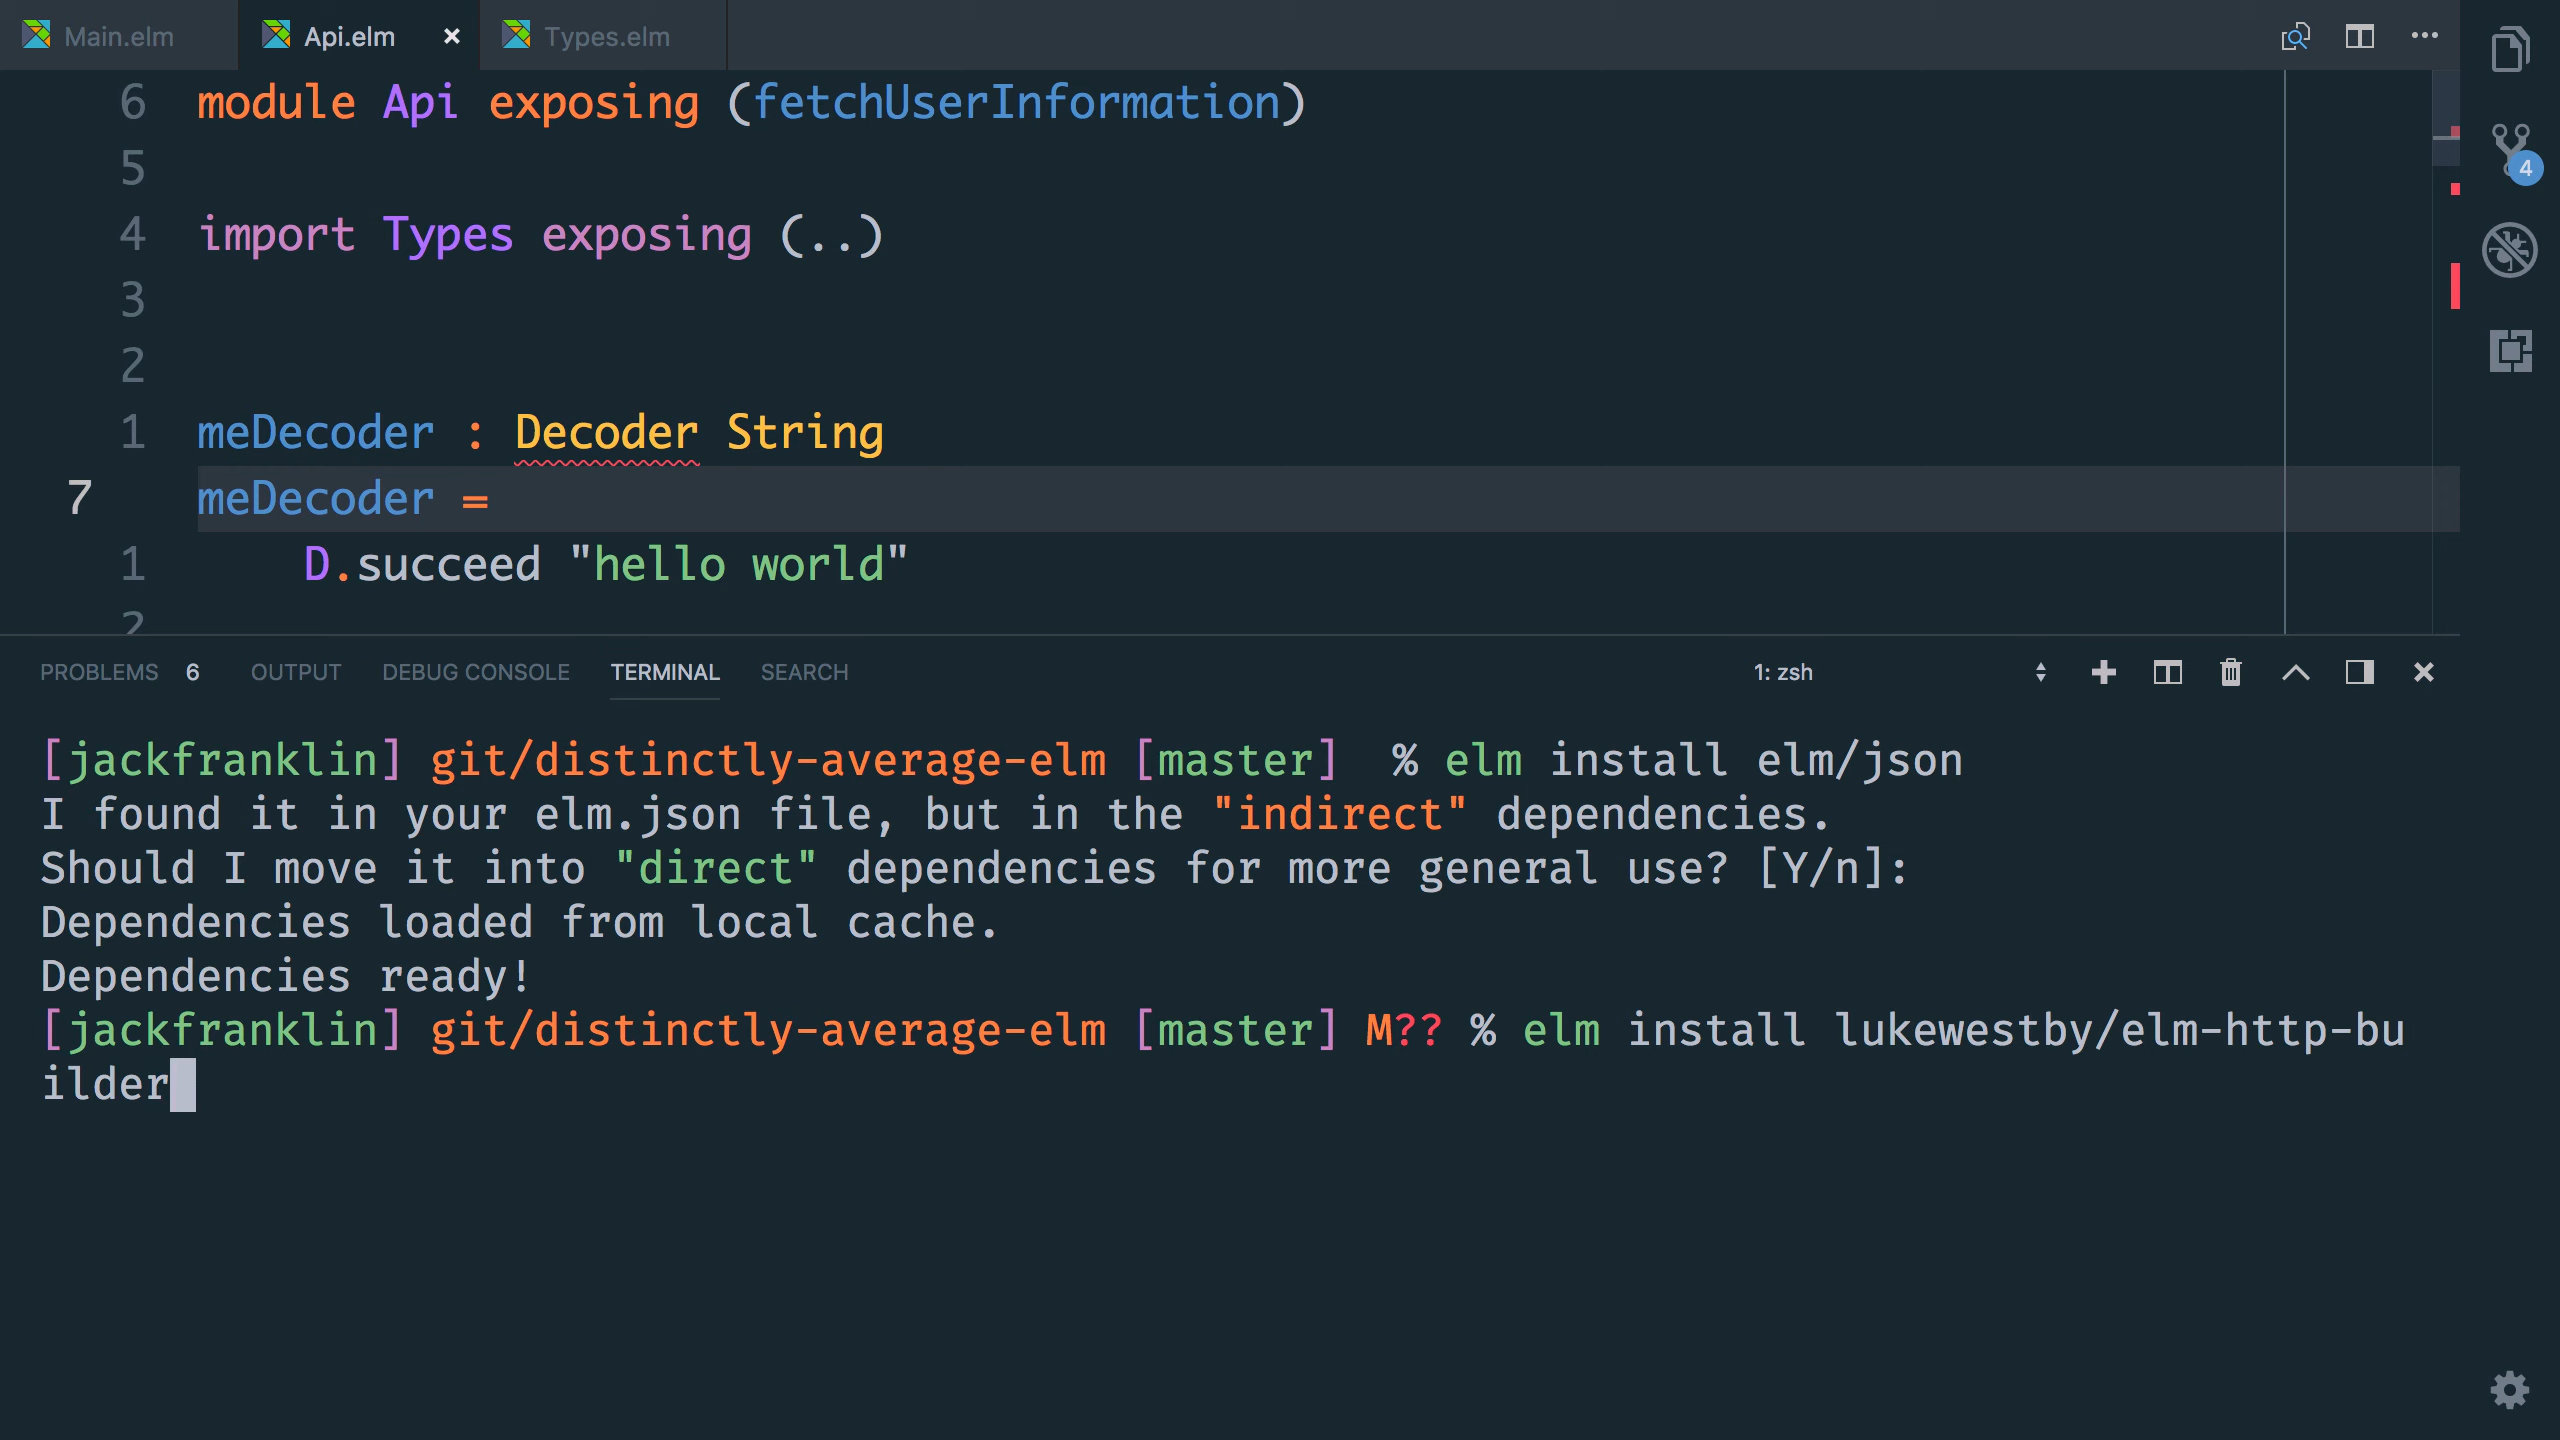 Main.elm Api.elm × Types.elm
4
6 module Api exposing (fetchUserInformation)
5
4 import Types exposing (..)
3
2
1 meDecoder : Decoder String
7 meDecoder =
1 D.succeed "hello world"
2
PROBLEMS 6 OUTPUT DEBUG CONSOLE TERMINAL SEARCH 1: zsh
[jackfranklin] git/distinctly-average-elm [master]  % elm install elm/json
I found it in your elm.json file, but in the "indirect" dependencies.
Should I move it into "direct" dependencies for more general use? [Y/n]:
Dependencies loaded from local cache.
Dependencies ready!
[jackfranklin] git/distinctly-average-elm [master] M?? % elm install lukewestby/elm-http-bu
ilder